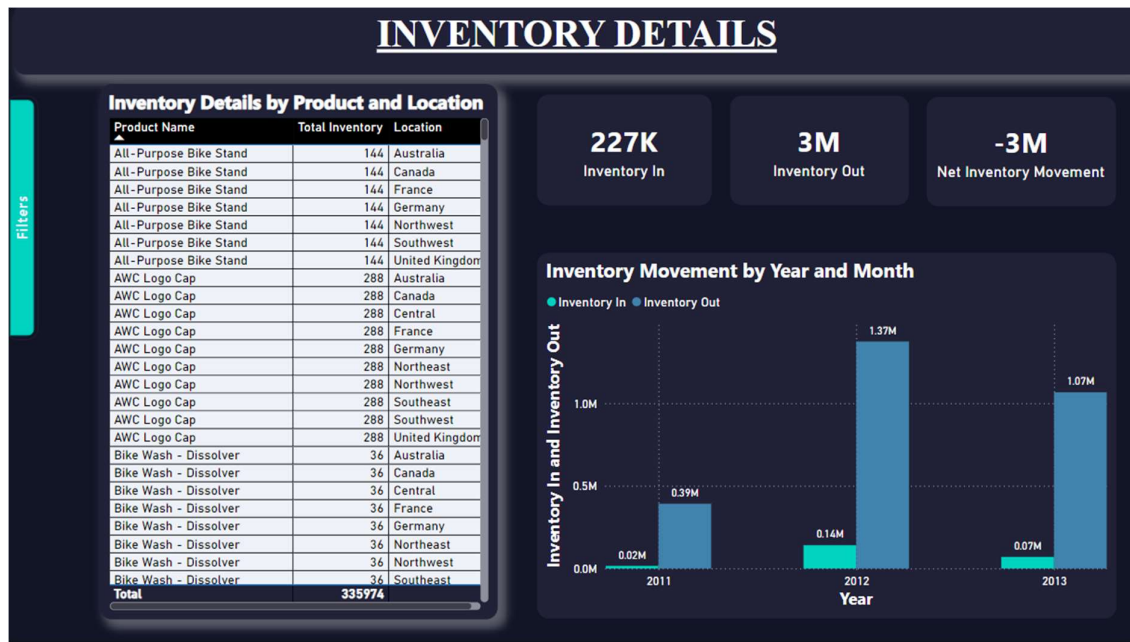 INVENTORY DETAILS
Filters
Inventory Details by Product and Location
Product Name Total Inventory Location
All-Purpose Bike Stand 144 Australia
All-Purpose Bike Stand 144 Canada
All-Purpose Bike Stand 144 France
All-Purpose Bike Stand 144 Germany
All-Purpose Bike Stand 144 Northwest
All-Purpose Bike Stand 144 Southwest
All-Purpose Bike Stand 144 United Kingdom
AWC Logo Cap 288 Australia
AWC Logo Cap 288 Canada
AWC Logo Cap 288 Central
AWC Logo Cap 288 France
AWC Logo Cap 288 Germany
AWC Logo Cap 288 Northeast
AWC Logo Cap 288 Northwest
AWC Logo Cap 288 Southeast
AWC Logo Cap 288 Southwest
AWC Logo Cap 288 United Kingdom
Bike Wash - Dissolver 36 Australia
Bike Wash - Dissolver 36 Canada
Bike Wash - Dissolver 36 Central
Bike Wash - Dissolver 36 France
Bike Wash - Dissolver 36 Germany
Bike Wash - Dissolver 36 Northeast
Bike Wash - Dissolver 36 Northwest
Bike Wash - Dissolver 36 Southeast
Total 335974
227K
Inventory In
3M
Inventory Out
-3M
Net Inventory Movement
Inventory Movement by Year and Month
Inventory In Inventory Out
Inventory In and Inventory Out
1.37M
1.07M
1.0M
0.5M
0.39M
0.14M
0.07M
0.02M
0.0M
2011 2012 2013
Year